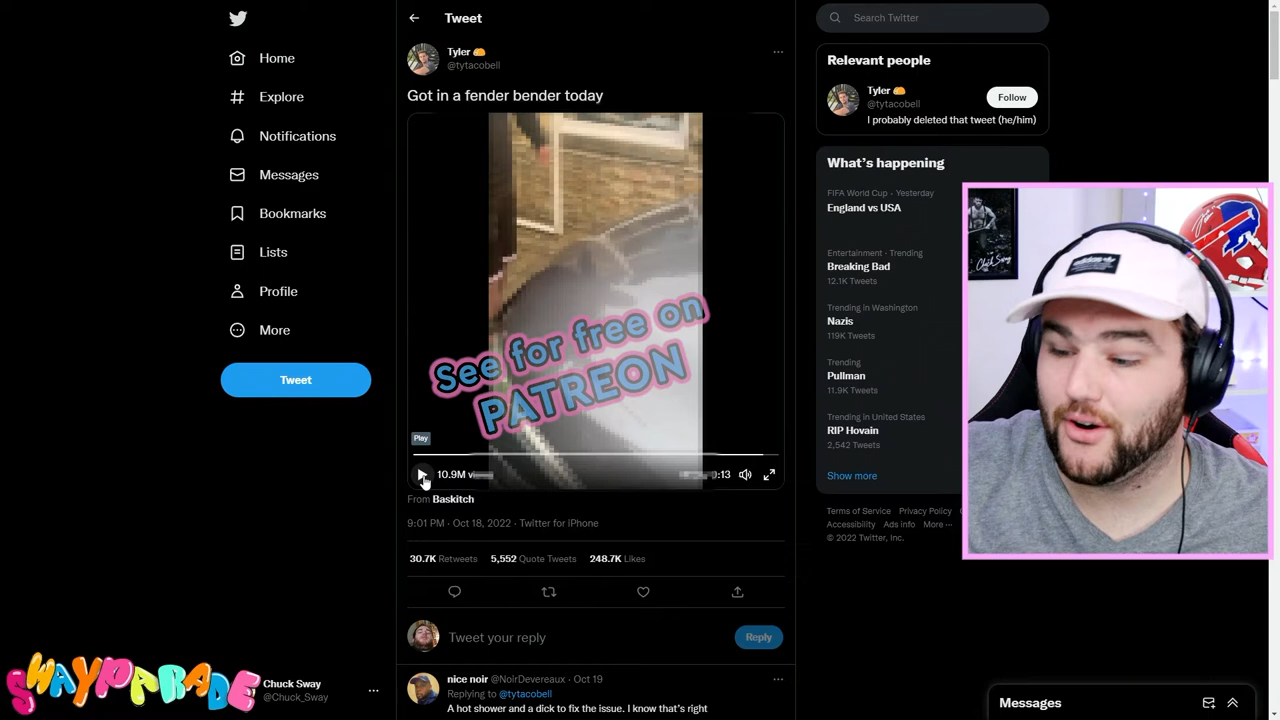 Tweet
Search Twitter
Home
Explore
Notifications
Messages
Bookmarks
Lists
Profile
More
Tweet
Tyler
@tytacobell
Got in a fender bender today
See for free on
PATREON
Play
10.9M
:13
From Baskitch
9:01 PM · Oct 18, 2022 · Twitter for iPhone
30.7K Retweets 5,552 Quote Tweets 248.7K Likes
Tweet your reply
Reply
nice noir @NoirDevereaux · Oct 19
Replying to @tytacobell
A hot shower and a dick to fix the issue. I know that's right
Relevant people
Tyler
@tytacobell
Follow
I probably deleted that tweet (he/him)
What's happening
FIFA World Cup · Yesterday
England vs USA
Entertainment · Trending
Breaking Bad
12.1K Tweets
Trending in Washington
Nazis
119K Tweets
Trending
Pullman
11.9K Tweets
Trending in United States
RIP Hovain
2,542 Tweets
Show more
Terms of Service Privacy Policy
Accessibility Ads info More ···
© 2022 Twitter, Inc.
Chuck Sway
SWAYPARADE
Chuck Sway
@Chuck_Sway
Messages